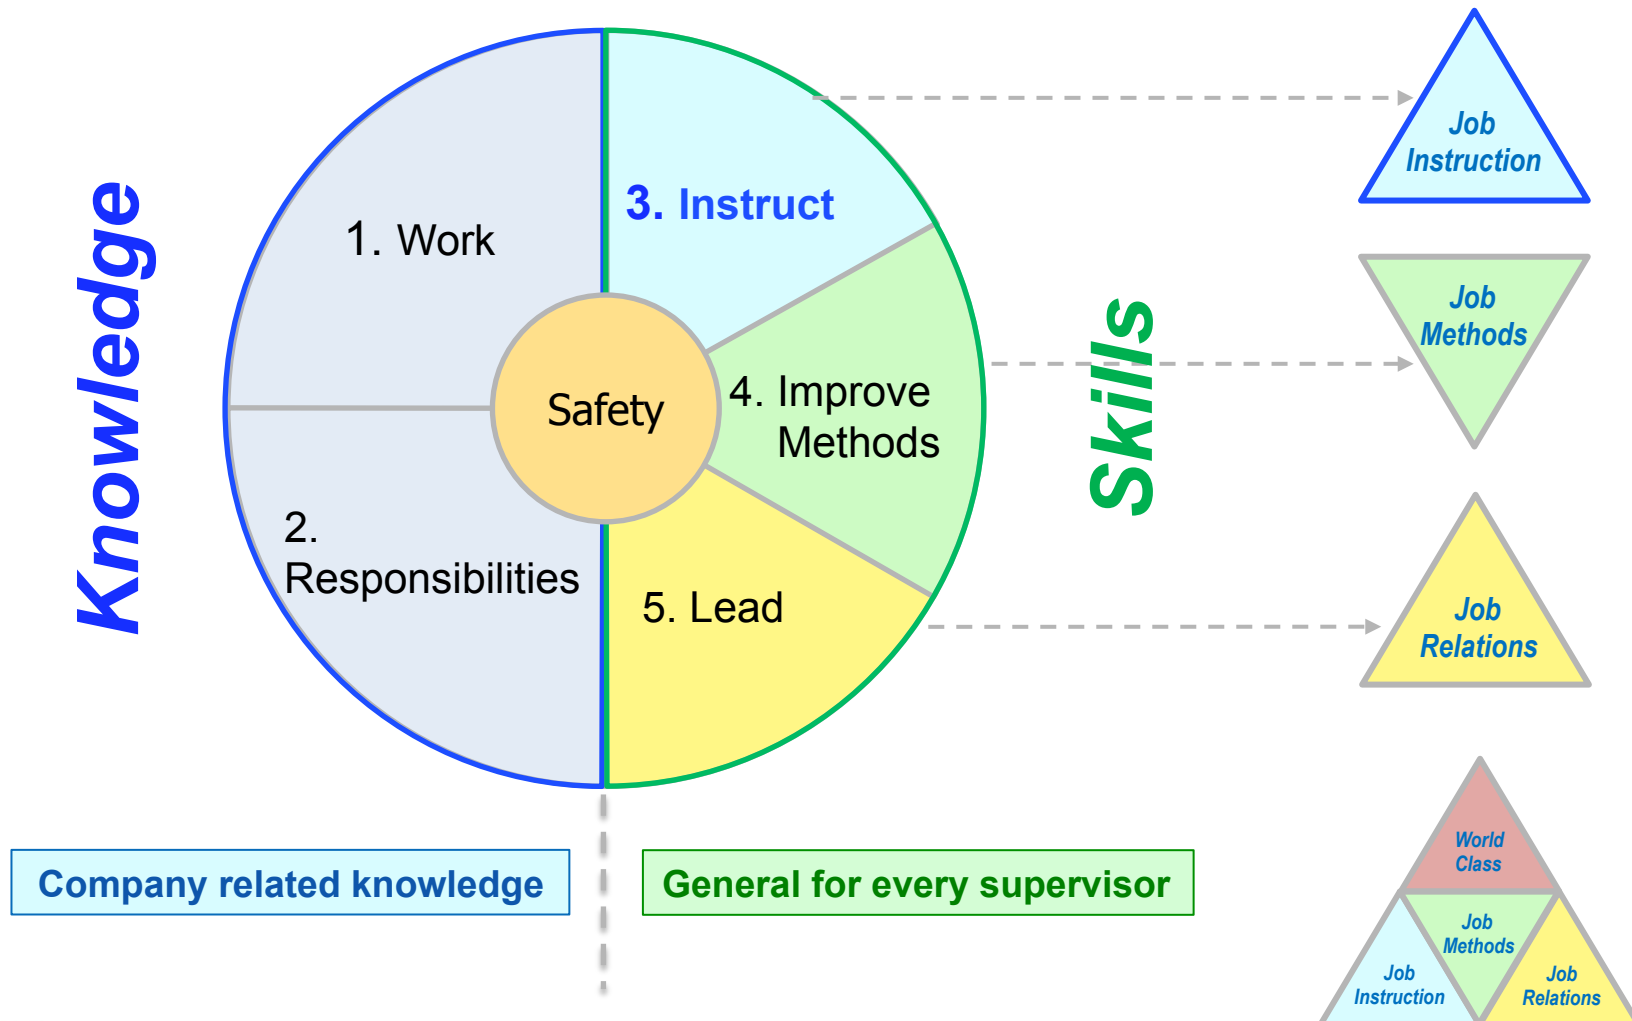 Knowledge
1. Work
2.
Responsibilities
Safety
3. Instruct
4. Improve
Methods
5. Lead
Skills
Job
Instruction
Job
Methods
Job
Relations
Company related knowledge
General for every supervisor
World
Class
Job
Methods
Job
Instruction
Job
Relations